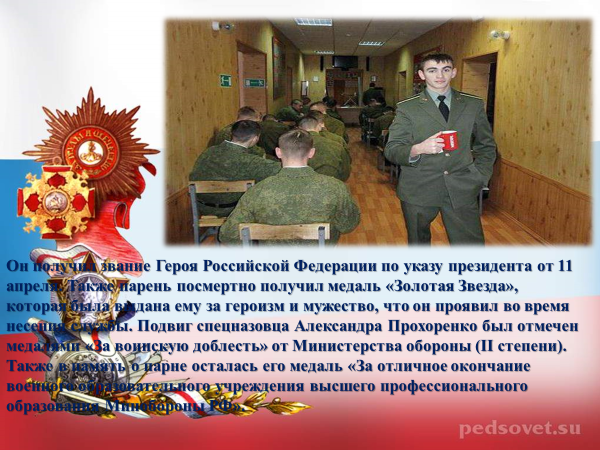 Он получил звание Героя Российской Федерации по указу президента от 11
апреля. Также парень посмертно получил медаль «Золотая Звезда»,
которая была выдана ему за героизм и мужество, что он проявил во время
несения службы. Подвиг спецназовца Александра Прохоренко был отмечен
медалями «За воинскую доблесть» от Министерства обороны (II степени).
Также в память о парне осталась его медаль «За отличное окончание
военного образовательного учреждения высшего профессионального
образования Минобороны РФ».
pedsovet.su